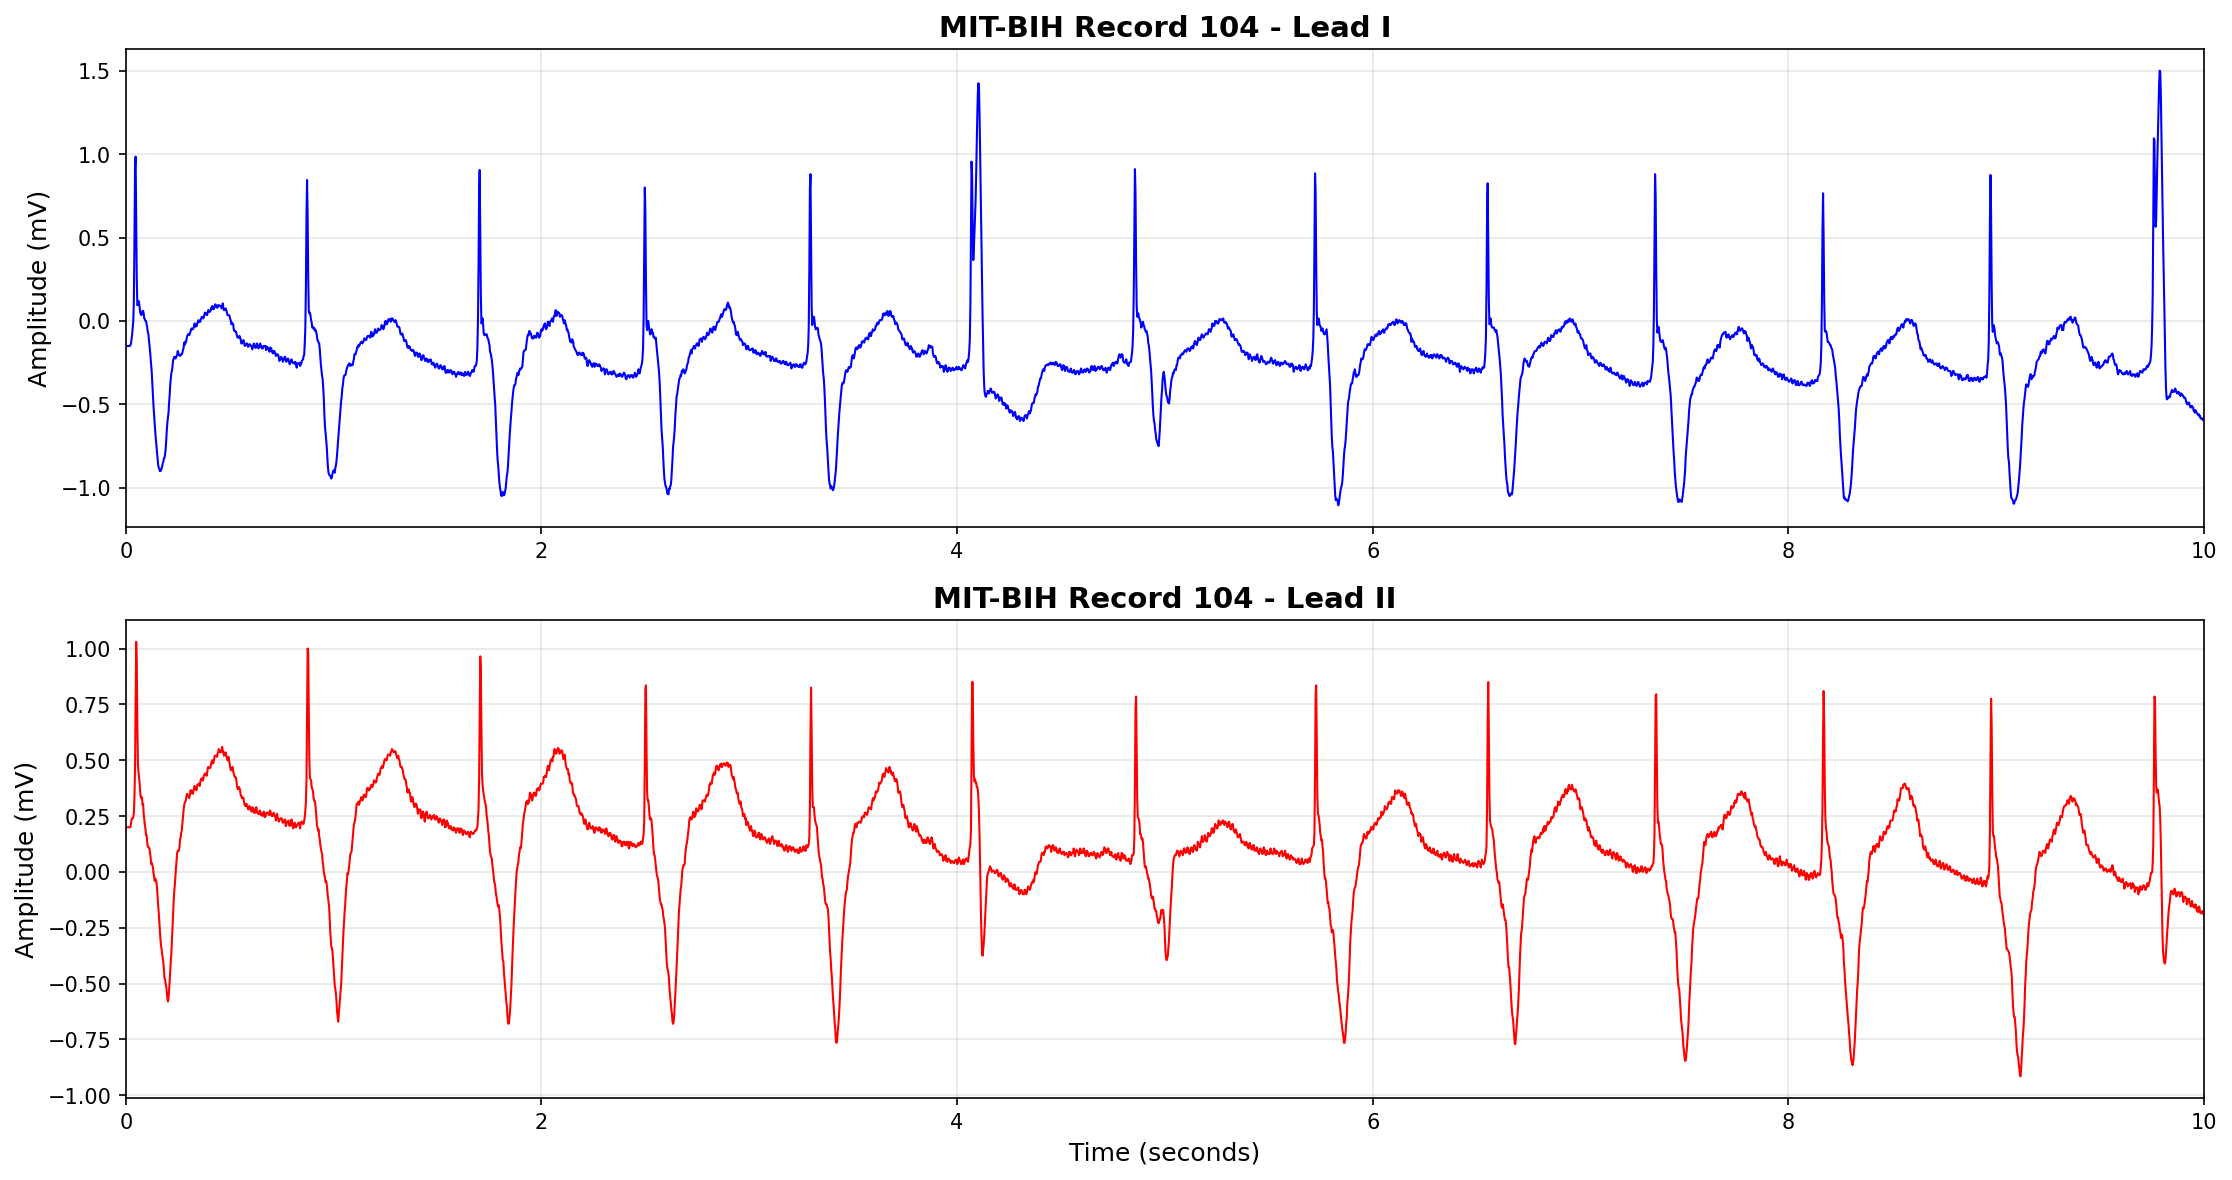 MIT-BIH Record 104 - Lead I
Amplitude (mV)
1.5
1.0
0.5
0.0
−0.5
−1.0
0 2 4 6 8 10
MIT-BIH Record 104 - Lead II
Amplitude (mV)
1.00
0.75
0.50
0.25
0.00
−0.25
−0.50
−0.75
−1.00
0 2 4 6 8 10
Time (seconds)